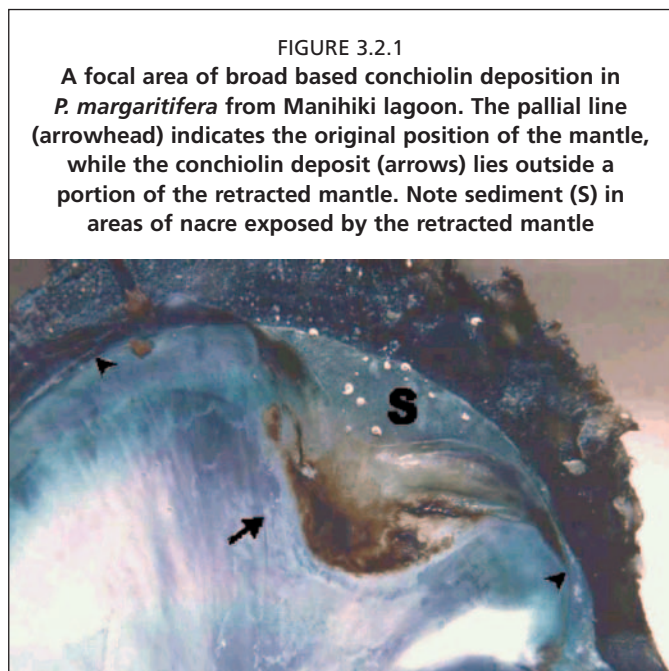 FIGURE 3.2.1
A focal area of broad based conchiolin deposition in
P. margaritifera from Manihiki lagoon. The pallial line
(arrowhead) indicates the original position of the mantle,
while the conchiolin deposit (arrows) lies outside a
portion of the retracted mantle. Note sediment (S) in
areas of nacre exposed by the retracted mantle
S